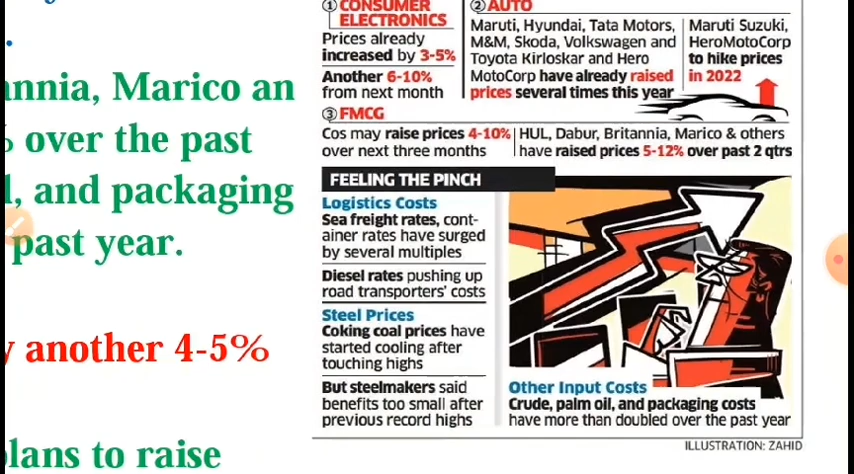 annia, Marico an
over the past
, and packaging
past year.
another 4-5%
lans to raise
① CONSUMER
ELECTRONICS
Prices already
increased by 3-5%
Another 6-10%
from next month
② AUTO
Maruti, Hyundai, Tata Motors,
M&M, Skoda, Volkswagen and
Toyota Kirloskar and Hero
MotoCorp have already raised
prices several times this year
Maruti Suzuki,
HeroMotoCorp
to hike prices
in 2022
③ FMCG
Cos may raise prices 4-10%
over next three months
HUL, Dabur, Britannia, Marico & others
have raised prices 5-12% over past 2 qtrs
FEELING THE PINCH
Logistics Costs
Sea freight rates, cont-
ainer rates have surged
by several multiples
Diesel rates pushing up
road transporters' costs
Steel Prices
Coking coal prices have
started cooling after
touching highs
But steelmakers said
benefits too small after
previous record highs
Other Input Costs
Crude, palm oil, and packaging costs
have more than doubled over the past year
ILLUSTRATION: ZAHID